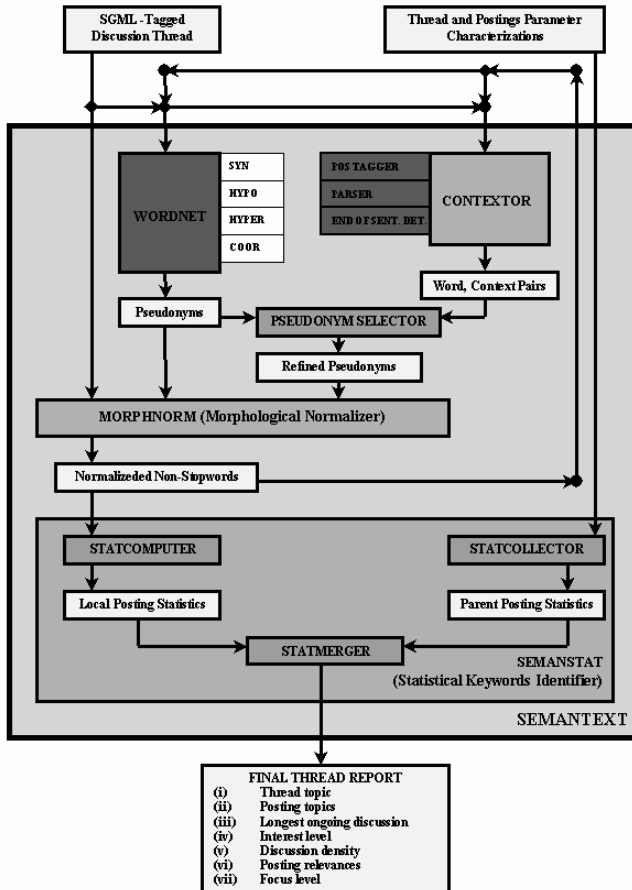 SGML -Tagged
Discussion Thread
Thread and Postings Parameter
Characterizations
WORDNET
SYN
HYPO
HYPER
COOR
POS TAGGER
PARSER
END OF SENT. DET.
CONTEXTOR
Pseudonyms
Word, Context Pairs
PSEUDONYM SELECTOR
Refined Pseudonyms
MORPHNORM (Morphological Normalizer)
Normalizeded Non-Stopwords
STATCOMPUTER
STATCOLLECTOR
Local Posting Statistics
Parent Posting Statistics
STATMERGER
SEMANSTAT
(Statistical Keywords Identifier)
SEMANTEXT
FINAL THREAD REPORT
(i) Thread topic
(ii) Posting topics
(iii) Longest ongoing discussion
(iv) Interest level
(v) Discussion density
(vi) Posting relevances
(vii) Focus level